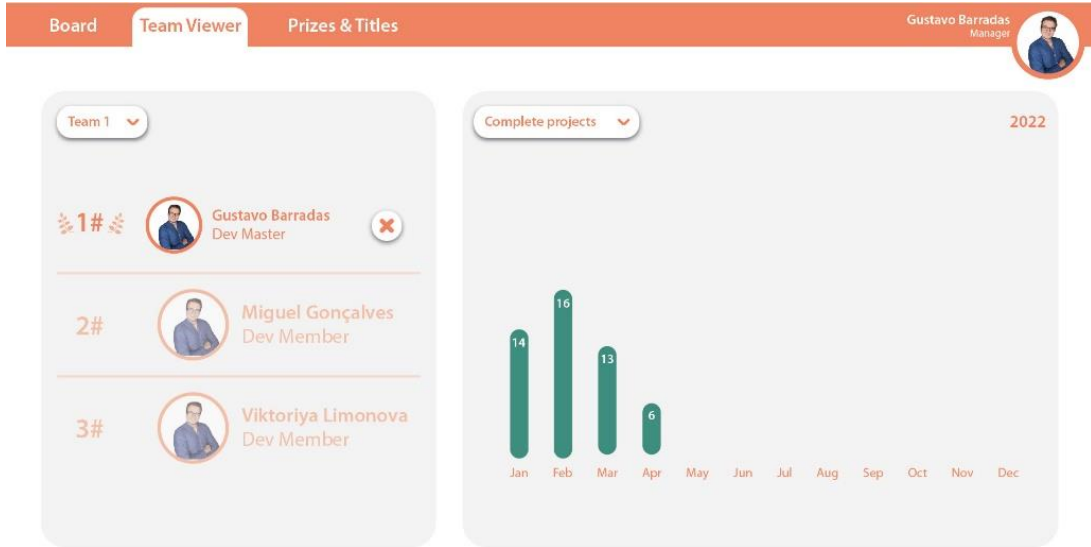 Board
Team Viewer
Prizes & Titles
Gustavo Barradas
Manager
Team 1
1#
Gustavo Barradas
Dev Master
2#
Miguel Gonçalves
Dev Member
3#
Viktoriya Limonova
Dev Member
Complete projects
2022
14
16
13
6
Jan Feb Mar Apr May Jun Jul Aug Sep Oct Nov Dec